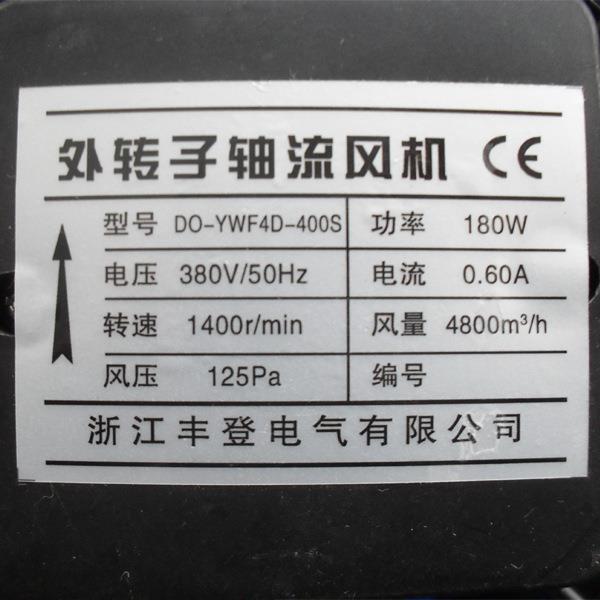 外转子轴流风机 CE
型号 DO-YWF4D-400S 功率 180W
电压 380V/50Hz 电流 0.60A
转速 1400r/min 风量 4800m³/h
风压 125Pa 编号
浙江丰登电气有限公司